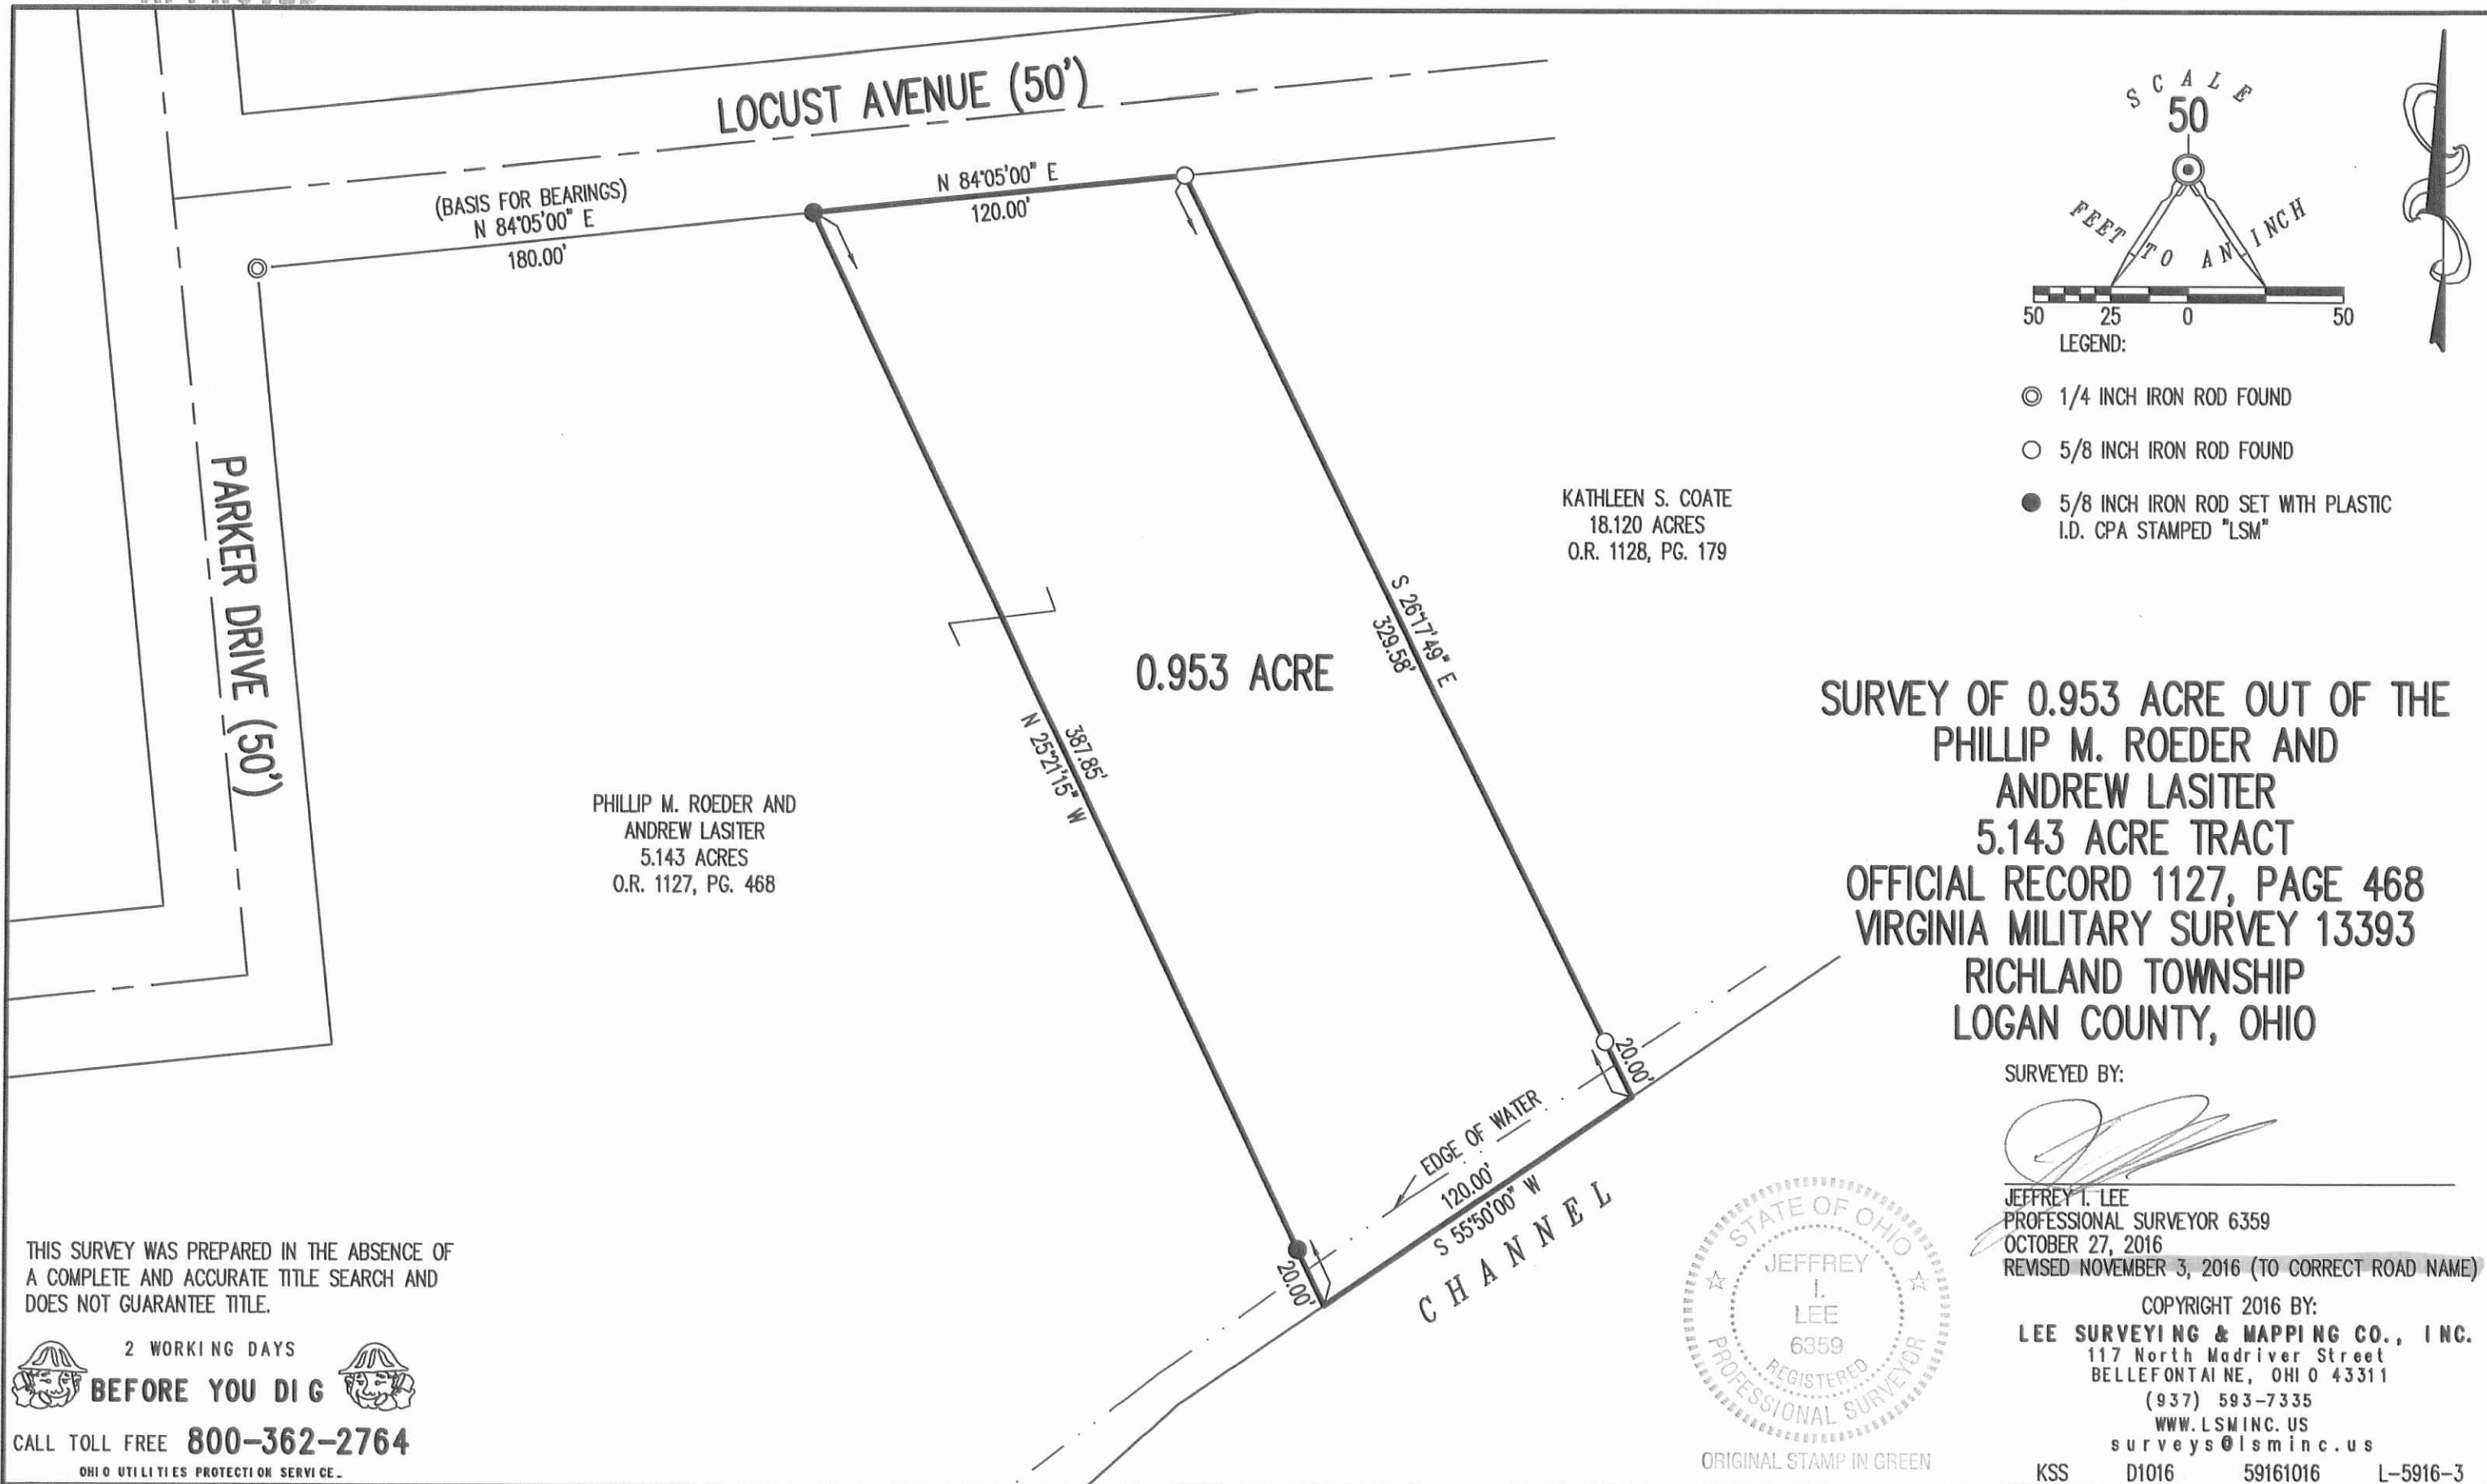 LOCUST AVENUE (50')
(BASIS FOR BEARINGS)
N 84°05'00" E
180.00'
N 84°05'00" E
120.00'
PARKER DRIVE (50')
SCALE
50
FEET TO AN INCH
50 25 0 50
LEGEND:
1/4 INCH IRON ROD FOUND
5/8 INCH IRON ROD FOUND
5/8 INCH IRON ROD SET WITH PLASTIC
I.D. CPA STAMPED "LSM"
KATHLEEN S. COATE
18.120 ACRES
O.R. 1128, PG. 179
S 26°17'49" E
329.58'
0.953 ACRE
387.85'
N 25°21'15" W
PHILLIP M. ROEDER AND
ANDREW LASITER
5.143 ACRES
O.R. 1127, PG. 468
SURVEY OF 0.953 ACRE OUT OF THE
PHILLIP M. ROEDER AND
ANDREW LASITER
5.143 ACRE TRACT
OFFICIAL RECORD 1127, PAGE 468
VIRGINIA MILITARY SURVEY 13393
RICHLAND TOWNSHIP
LOGAN COUNTY, OHIO
20.00'
EDGE OF WATER
120.00'
S 55°50'00" W
CHANNEL
20.00'
SURVEYED BY:
JEFFREY I. LEE
PROFESSIONAL SURVEYOR 6359
OCTOBER 27, 2016
REVISED NOVEMBER 3, 2016 (TO CORRECT ROAD NAME)
COPYRIGHT 2016 BY:
LEE SURVEYING & MAPPING CO., INC.
117 North Madriver Street
BELLEFONTAINE, OHIO 43311
(937) 593-7335
WWW.LSMINC.US
surveys@lsminc.us
KSS D1016 59161016 L-5916-3
STATE OF OHIO
JEFFREY
I.
LEE
6359
REGISTERED
PROFESSIONAL SURVEYOR
ORIGINAL STAMP IN GREEN
THIS SURVEY WAS PREPARED IN THE ABSENCE OF
A COMPLETE AND ACCURATE TITLE SEARCH AND
DOES NOT GUARANTEE TITLE.
2 WORKING DAYS
BEFORE YOU DIG
CALL TOLL FREE 800-362-2764
OHIO UTILITIES PROTECTION SERVICE.